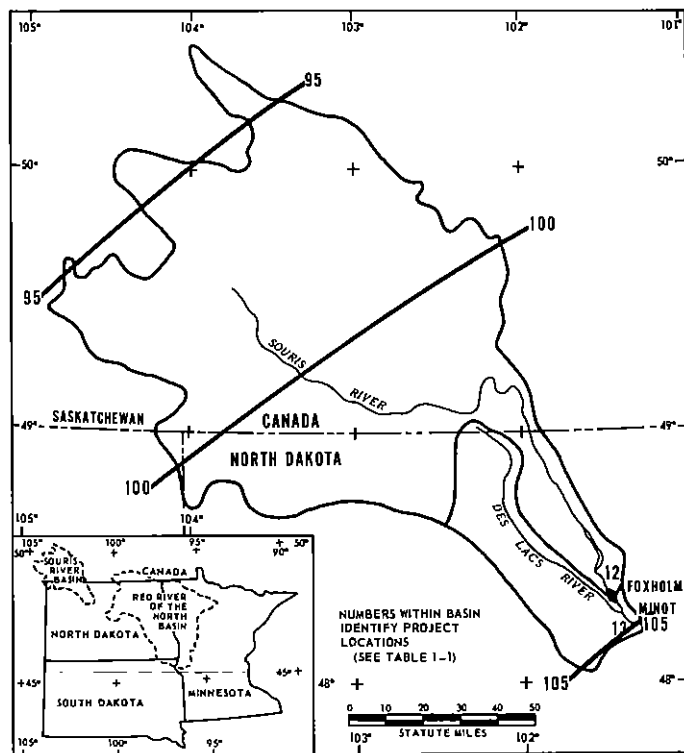 105° 104° 103° 102° 101°
95
50° 50°
100
95
SOURIS
RIVER
SASKATCHEWAN CANADA
49° 49°
NORTH DAKOTA
100
104°
105°
DES LACS
RIVER
12
FOXHOLM
MINOT
13 105
105
48° 48°
NUMBERS WITHIN BASIN
IDENTIFY PROJECT
LOCATIONS
(SEE TABLE 1-1)
0 10 20 30 40 50
STATUTE MILES
103° 102°
105° 100° 95° 90°
50° 50°
SOURIS
RIVER
BASIN
CANADA
RED RIVER
OF THE
NORTH
BASIN
NORTH DAKOTA
45° 45°
MINNESOTA
SOUTH DAKOTA
100° 95°